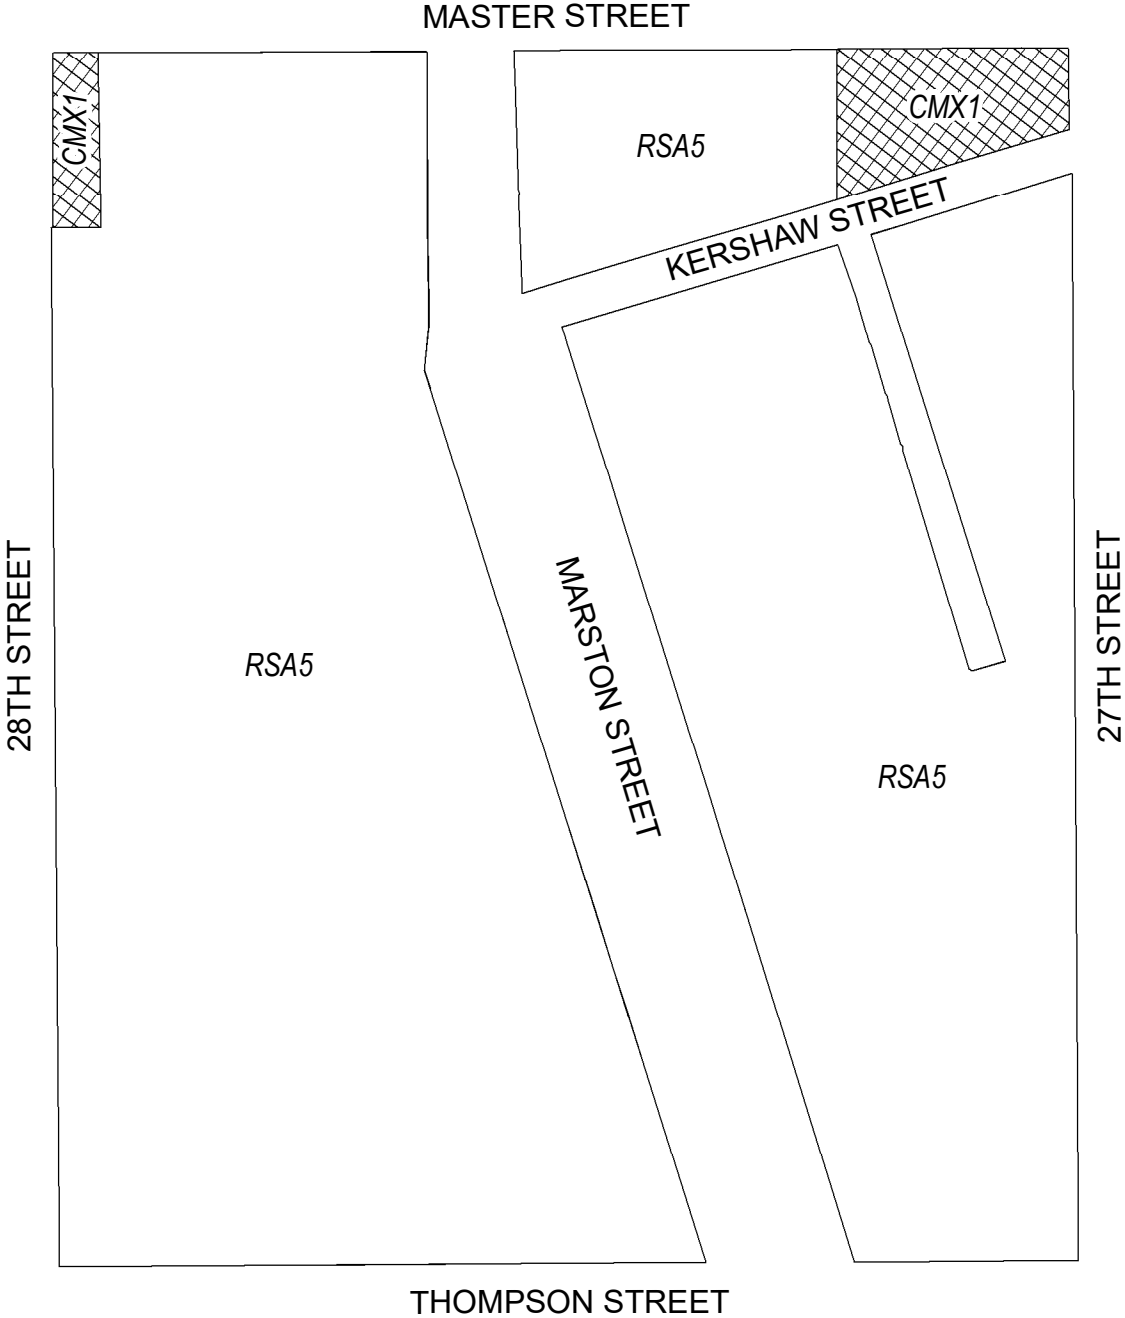 MASTER STREET
CMX1
CMX1
RSA5
KERSHAW STREET
28TH STREET
MARSTON STREET
27TH STREET
RSA5
RSA5
THOMPSON STREET